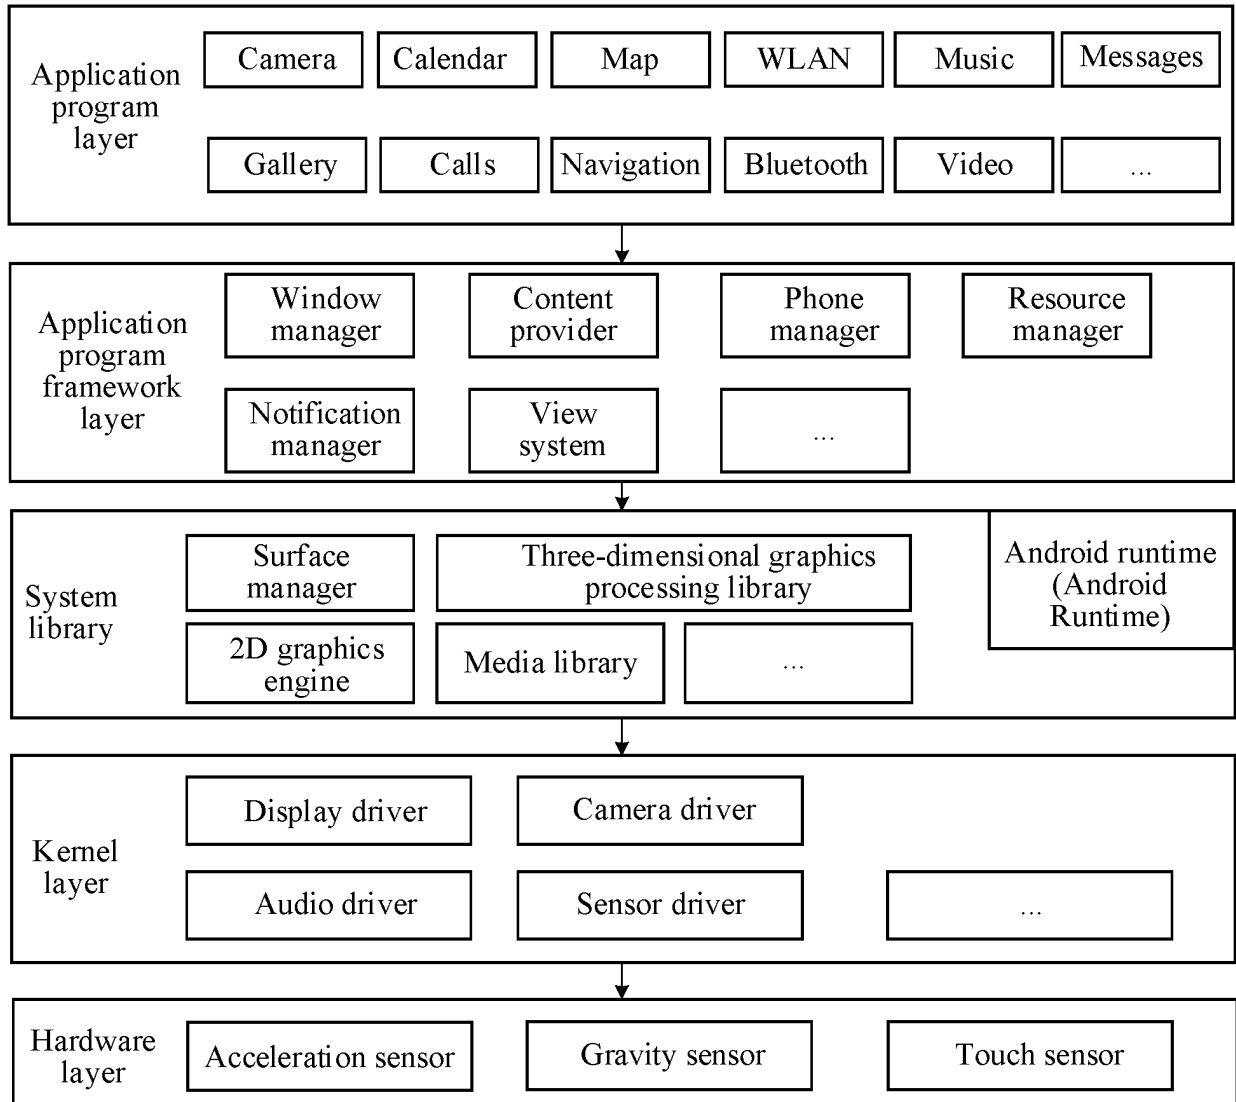 Application
program
layer
Camera
Calendar
Map
WLAN
Music
Messages
Gallery
Calls
Navigation
Bluetooth
Video
...
Application
program
framework
layer
Window
manager
Content
provider
Phone
manager
Resource
manager
Notification
manager
View
system
...
System
library
Surface
manager
Three-dimensional graphics
processing library
Android runtime
(Android
Runtime)
2D graphics
engine
Media library
...
Kernel
layer
Display driver
Camera driver
Audio driver
Sensor driver
...
Hardware
layer
Acceleration sensor
Gravity sensor
Touch sensor